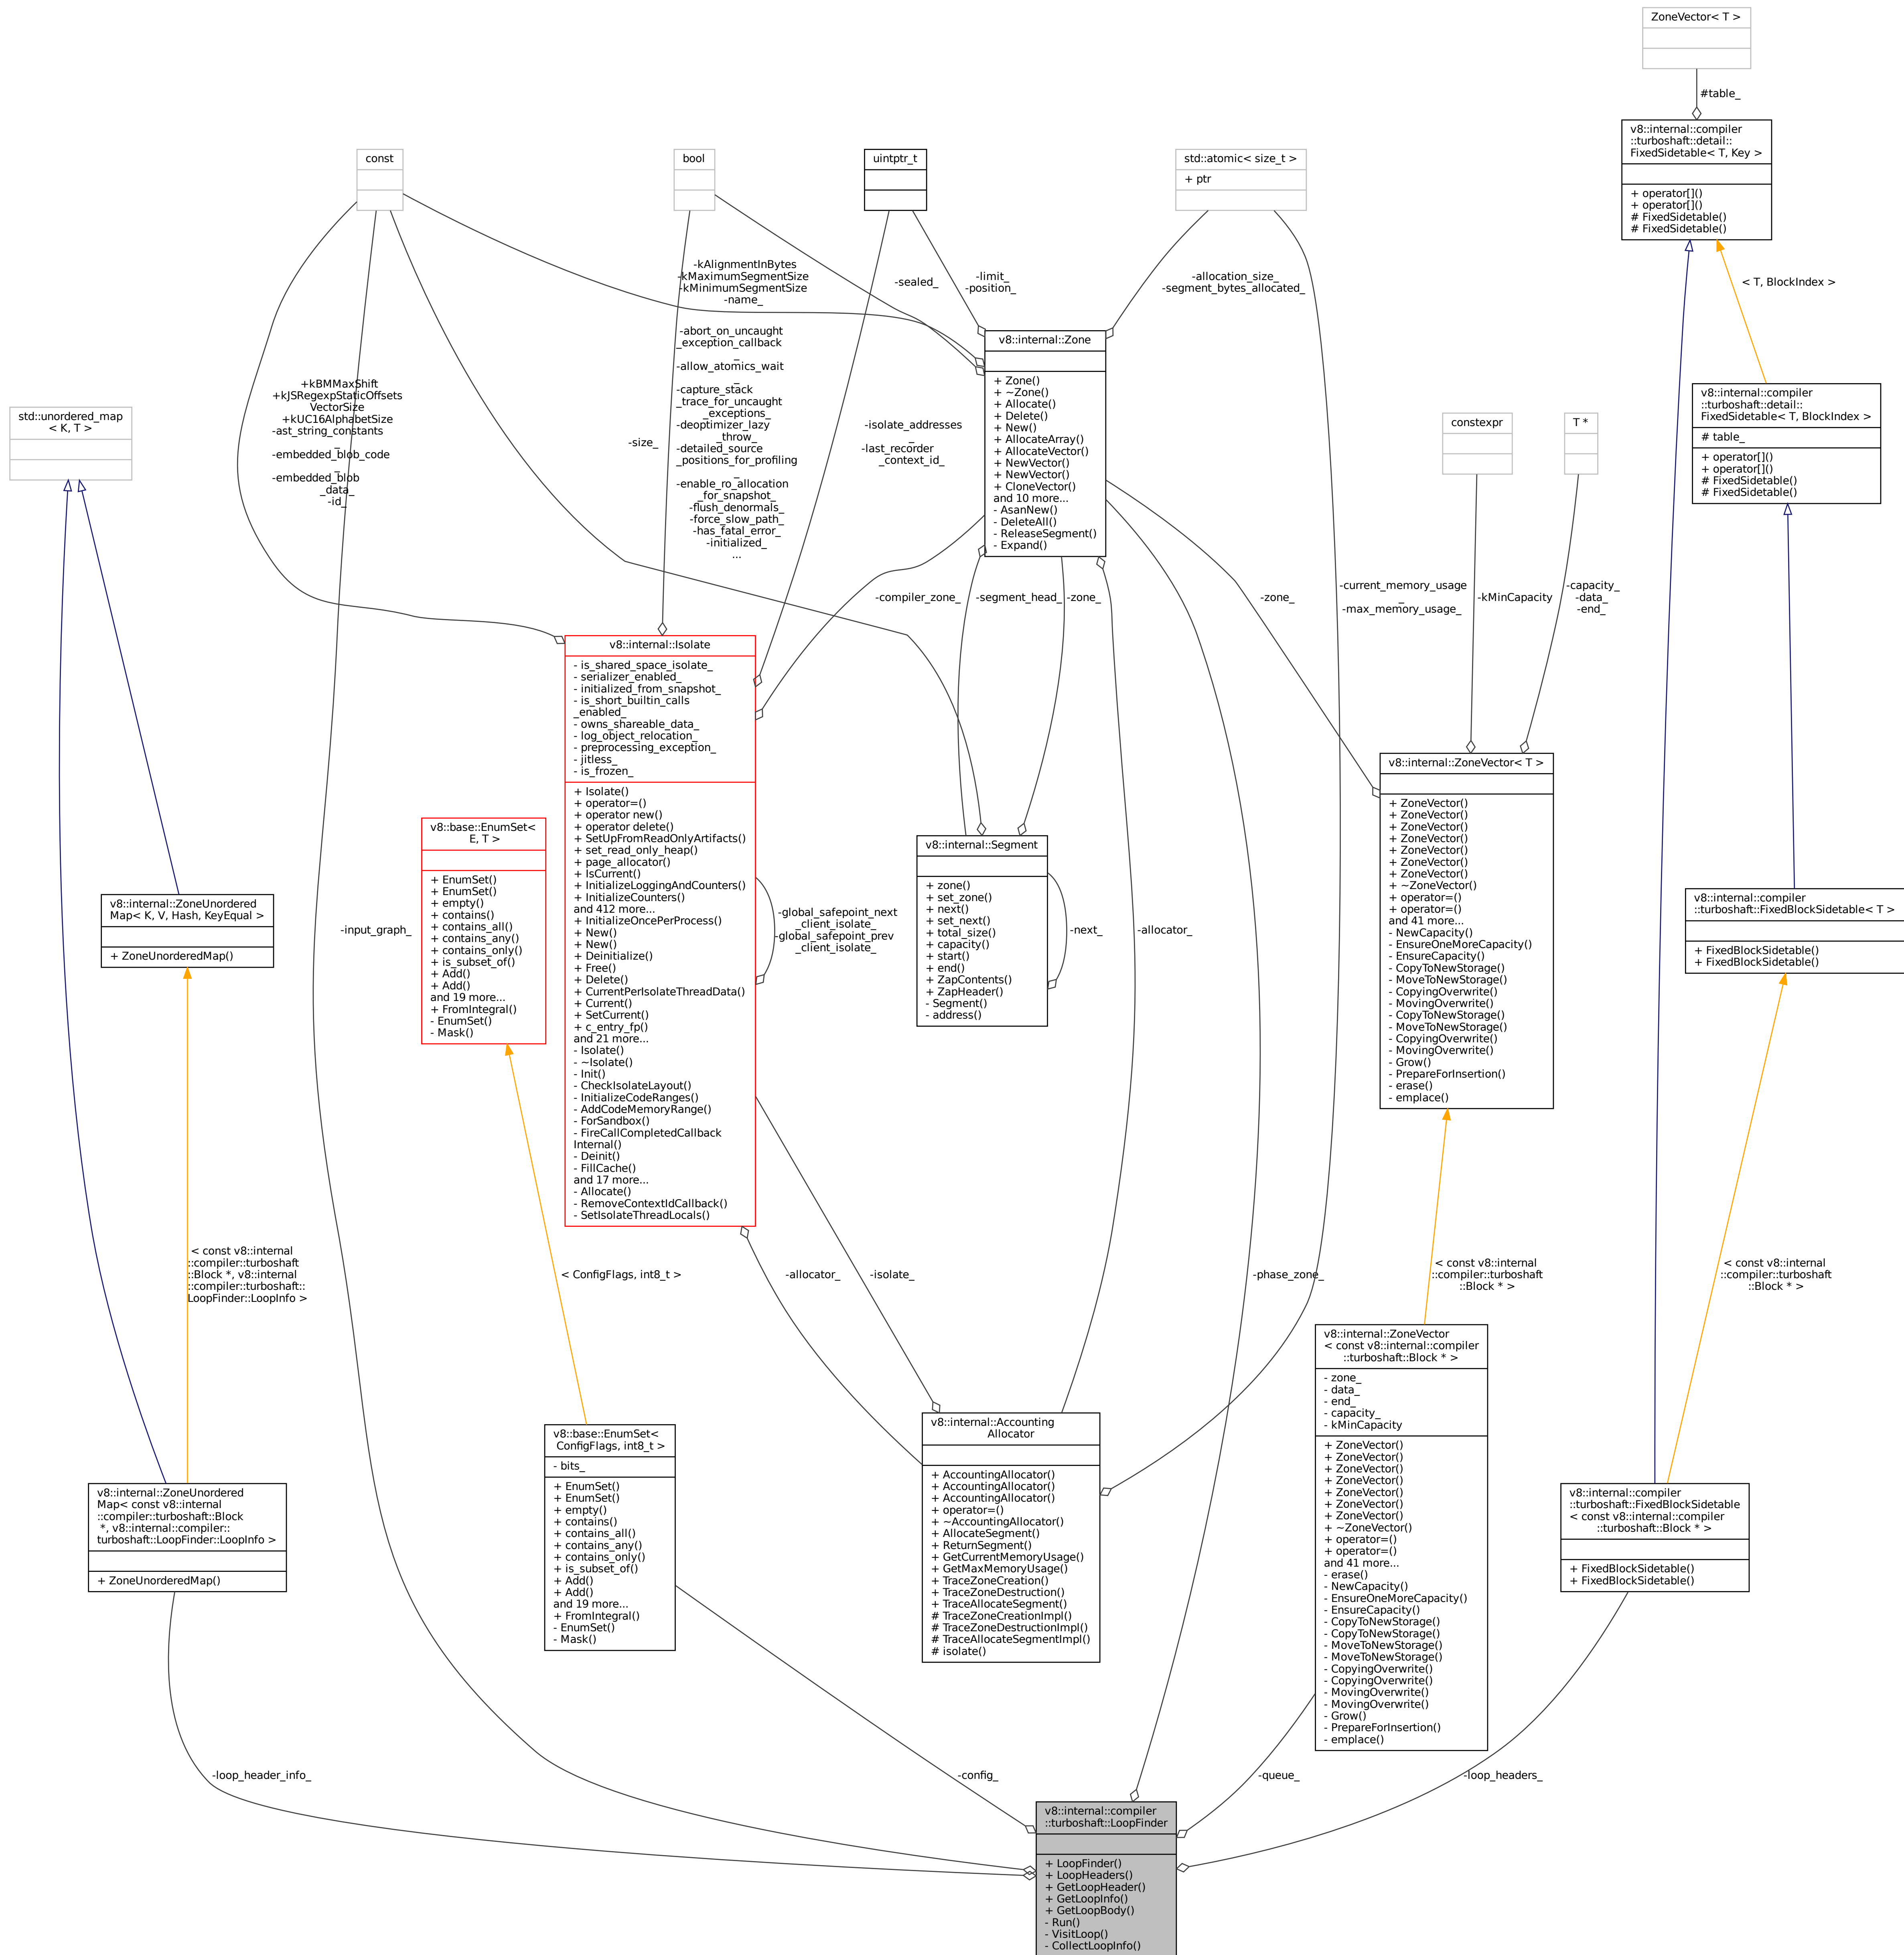 ZoneVector< T >
#table_
v8::internal::compiler
::turboshaft::detail::
FixedSidetable< T, Key >
+ operator[]()
+ operator[]()
# FixedSidetable()
# FixedSidetable()
const
bool
uintptr_t
std::atomic< size_t >
+ ptr
-kAlignmentInBytes
-kMaximumSegmentSize
-kMinimumSegmentSize
-name_
-sealed_
-limit_
-position_
-allocation_size_
-segment_bytes_allocated_
< T, BlockIndex >
v8::internal::Zone
+ Zone()
+ ~Zone()
+ Allocate()
+ Delete()
+ New()
+ AllocateArray()
+ AllocateVector()
+ NewVector()
+ NewVector()
+ CloneVector()
and 10 more...
- AsanNew()
- DeleteAll()
- ReleaseSegment()
- Expand()
-abort_on_uncaught
_exception_callback
_
-allow_atomics_wait
_
-capture_stack
_trace_for_uncaught
_exceptions_
-deoptimizer_lazy
_throw_
-detailed_source
_positions_for_profiling
_
-enable_ro_allocation
_for_snapshot_
-flush_denormals_
-force_slow_path_
-has_fatal_error_
-initialized_
...
+kBMMaxShift
+kJSRegexpStaticOffsets
VectorSize
+kUC16AlphabetSize
-ast_string_constants
_
-embedded_blob_code
_
-embedded_blob
_data_
-id_
v8::internal::compiler
::turboshaft::detail::
FixedSidetable< T, BlockIndex >
# table_
+ operator[]()
+ operator[]()
# FixedSidetable()
# FixedSidetable()
std::unordered_map
< K, T >
-size_
-isolate_addresses
_
-last_recorder
_context_id_
constexpr
T *
-compiler_zone_
-segment_head_
-zone_
-zone_
-current_memory_usage
_
-max_memory_usage_
-kMinCapacity
-capacity_
-data_
-end_
v8::internal::Isolate
- is_shared_space_isolate_
- serializer_enabled_
- initialized_from_snapshot_
- is_short_builtin_calls
_enabled_
- owns_shareable_data_
- log_object_relocation_
- preprocessing_exception_
- jitless_
- is_frozen_
+ Isolate()
+ operator=()
+ operator new()
+ operator delete()
+ SetUpFromReadOnlyArtifacts()
+ set_read_only_heap()
+ page_allocator()
+ IsCurrent()
+ InitializeLoggingAndCounters()
+ InitializeCounters()
and 412 more...
+ InitializeOncePerProcess()
+ New()
+ New()
+ Deinitialize()
+ Free()
+ Delete()
+ CurrentPerIsolateThreadData()
+ Current()
+ SetCurrent()
+ c_entry_fp()
and 21 more...
- Isolate()
- ~Isolate()
- Init()
- CheckIsolateLayout()
- InitializeCodeRanges()
- AddCodeMemoryRange()
- ForSandbox()
- FireCallCompletedCallback
Internal()
- Deinit()
- FillCache()
and 17 more...
- Allocate()
- RemoveContextIdCallback()
- SetIsolateThreadLocals()
v8::internal::ZoneVector< T >
+ ZoneVector()
+ ZoneVector()
+ ZoneVector()
+ ZoneVector()
+ ZoneVector()
+ ZoneVector()
+ ZoneVector()
+ ~ZoneVector()
+ operator=()
+ operator=()
and 41 more...
- NewCapacity()
- EnsureOneMoreCapacity()
- EnsureCapacity()
- CopyToNewStorage()
- MoveToNewStorage()
- CopyingOverwrite()
- MovingOverwrite()
- CopyToNewStorage()
- MoveToNewStorage()
- CopyingOverwrite()
- MovingOverwrite()
- Grow()
- PrepareForInsertion()
- erase()
- emplace()
v8::base::EnumSet<
E, T >
+ EnumSet()
+ EnumSet()
+ empty()
+ contains()
+ contains_all()
+ contains_any()
+ contains_only()
+ is_subset_of()
+ Add()
+ Add()
and 19 more...
+ FromIntegral()
- EnumSet()
- Mask()
v8::internal::Segment
+ zone()
+ set_zone()
+ next()
+ set_next()
+ total_size()
+ capacity()
+ start()
+ end()
+ ZapContents()
+ ZapHeader()
- Segment()
- address()
v8::internal::ZoneUnordered
Map< K, V, Hash, KeyEqual >
+ ZoneUnorderedMap()
v8::internal::compiler
::turboshaft::FixedBlockSidetable< T >
+ FixedBlockSidetable()
+ FixedBlockSidetable()
-input_graph_
-global_safepoint_next
_client_isolate_
-global_safepoint_prev
_client_isolate_
-next_
-allocator_
< const v8::internal
::compiler::turboshaft
::Block *, v8::internal
::compiler::turboshaft::
LoopFinder::LoopInfo >
< ConfigFlags, int8_t >
-allocator_
-isolate_
-phase_zone_
< const v8::internal
::compiler::turboshaft
::Block * >
< const v8::internal
::compiler::turboshaft
::Block * >
v8::internal::ZoneVector
< const v8::internal::compiler
::turboshaft::Block * >
- zone_
- data_
- end_
- capacity_
- kMinCapacity
+ ZoneVector()
+ ZoneVector()
+ ZoneVector()
+ ZoneVector()
+ ZoneVector()
+ ZoneVector()
+ ZoneVector()
+ ~ZoneVector()
+ operator=()
+ operator=()
and 41 more...
- erase()
- NewCapacity()
- EnsureOneMoreCapacity()
- EnsureCapacity()
- CopyToNewStorage()
- CopyToNewStorage()
- MoveToNewStorage()
- MoveToNewStorage()
- CopyingOverwrite()
- CopyingOverwrite()
- MovingOverwrite()
- MovingOverwrite()
- Grow()
- PrepareForInsertion()
- emplace()
v8::internal::Accounting
Allocator
+ AccountingAllocator()
+ AccountingAllocator()
+ AccountingAllocator()
+ operator=()
+ ~AccountingAllocator()
+ AllocateSegment()
+ ReturnSegment()
+ GetCurrentMemoryUsage()
+ GetMaxMemoryUsage()
+ TraceZoneCreation()
+ TraceZoneDestruction()
+ TraceAllocateSegment()
# TraceZoneCreationImpl()
# TraceZoneDestructionImpl()
# TraceAllocateSegmentImpl()
# isolate()
v8::base::EnumSet<
ConfigFlags, int8_t >
- bits_
+ EnumSet()
+ EnumSet()
+ empty()
+ contains()
+ contains_all()
+ contains_any()
+ contains_only()
+ is_subset_of()
+ Add()
+ Add()
and 19 more...
+ FromIntegral()
- EnumSet()
- Mask()
v8::internal::ZoneUnordered
Map< const v8::internal
::compiler::turboshaft::Block
*, v8::internal::compiler::
turboshaft::LoopFinder::LoopInfo >
+ ZoneUnorderedMap()
v8::internal::compiler
::turboshaft::FixedBlockSidetable
< const v8::internal::compiler
::turboshaft::Block * >
+ FixedBlockSidetable()
+ FixedBlockSidetable()
-loop_header_info_
-config_
-queue_
-loop_headers_
v8::internal::compiler
::turboshaft::LoopFinder
+ LoopFinder()
+ LoopHeaders()
+ GetLoopHeader()
+ GetLoopInfo()
+ GetLoopBody()
- Run()
- VisitLoop()
- CollectLoopInfo()